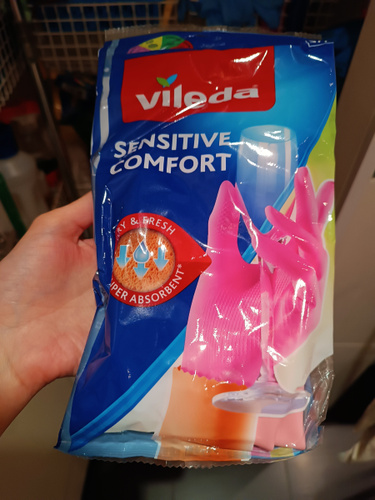 vileda
SENSITIVE
COMFORT
& FRESH
ABSORBENT*